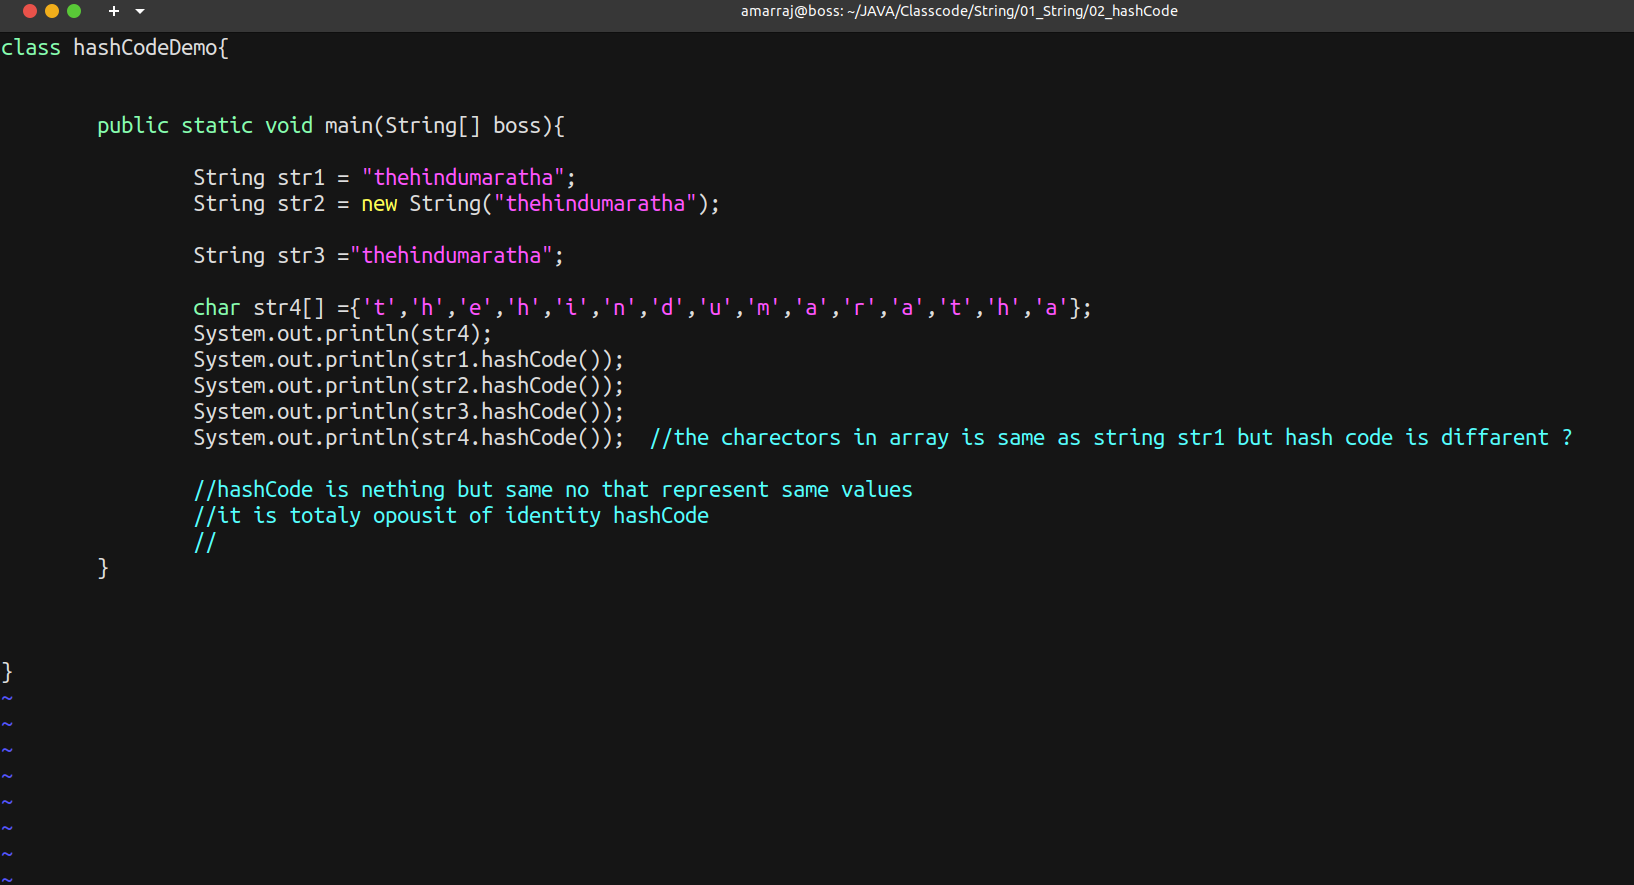 amarraj@boss: ~/JAVA/Classcode/String/01_String/02_hashCode
class hashCodeDemo{
public static void main(String[] boss){
String str1 = "thehindumaratha";
String str2 = new String("thehindumaratha");
String str3 ="thehindumaratha";
char str4[] ={'t','h','e','h','i','n','d','u','m','a','r','a','t','h','a'};
System.out.println(str4);
System.out.println(str1.hashCode());
System.out.println(str2.hashCode());
System.out.println(str3.hashCode());
System.out.println(str4.hashCode());  //the charectors in array is same as string str1 but hash code is diffarent ?
//hashCode is nething but same no that represent same values
//it is totaly opousit of identity hashCode
//
}
}
~
~
~
~
~
~
~
~